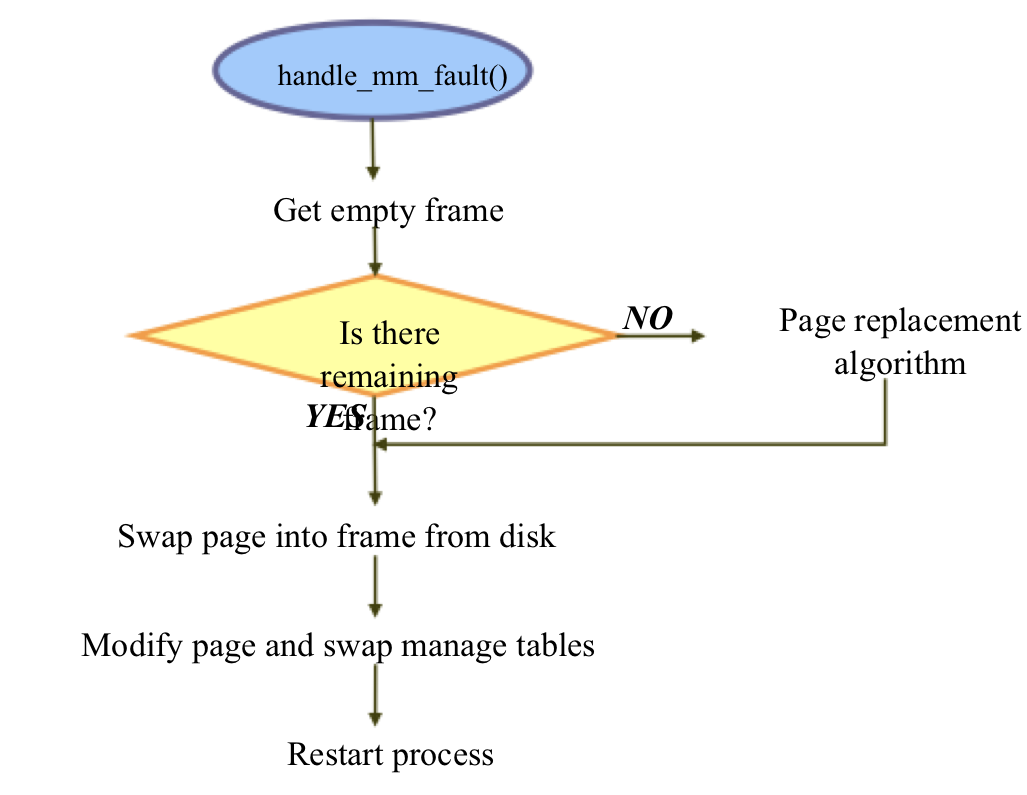 handle_mm_fault()
Get empty frame
Is there
remaining
frame?
NO
Page replacement
algorithm
YES
Swap page into frame from disk
Modify page and swap manage tables
Restart process